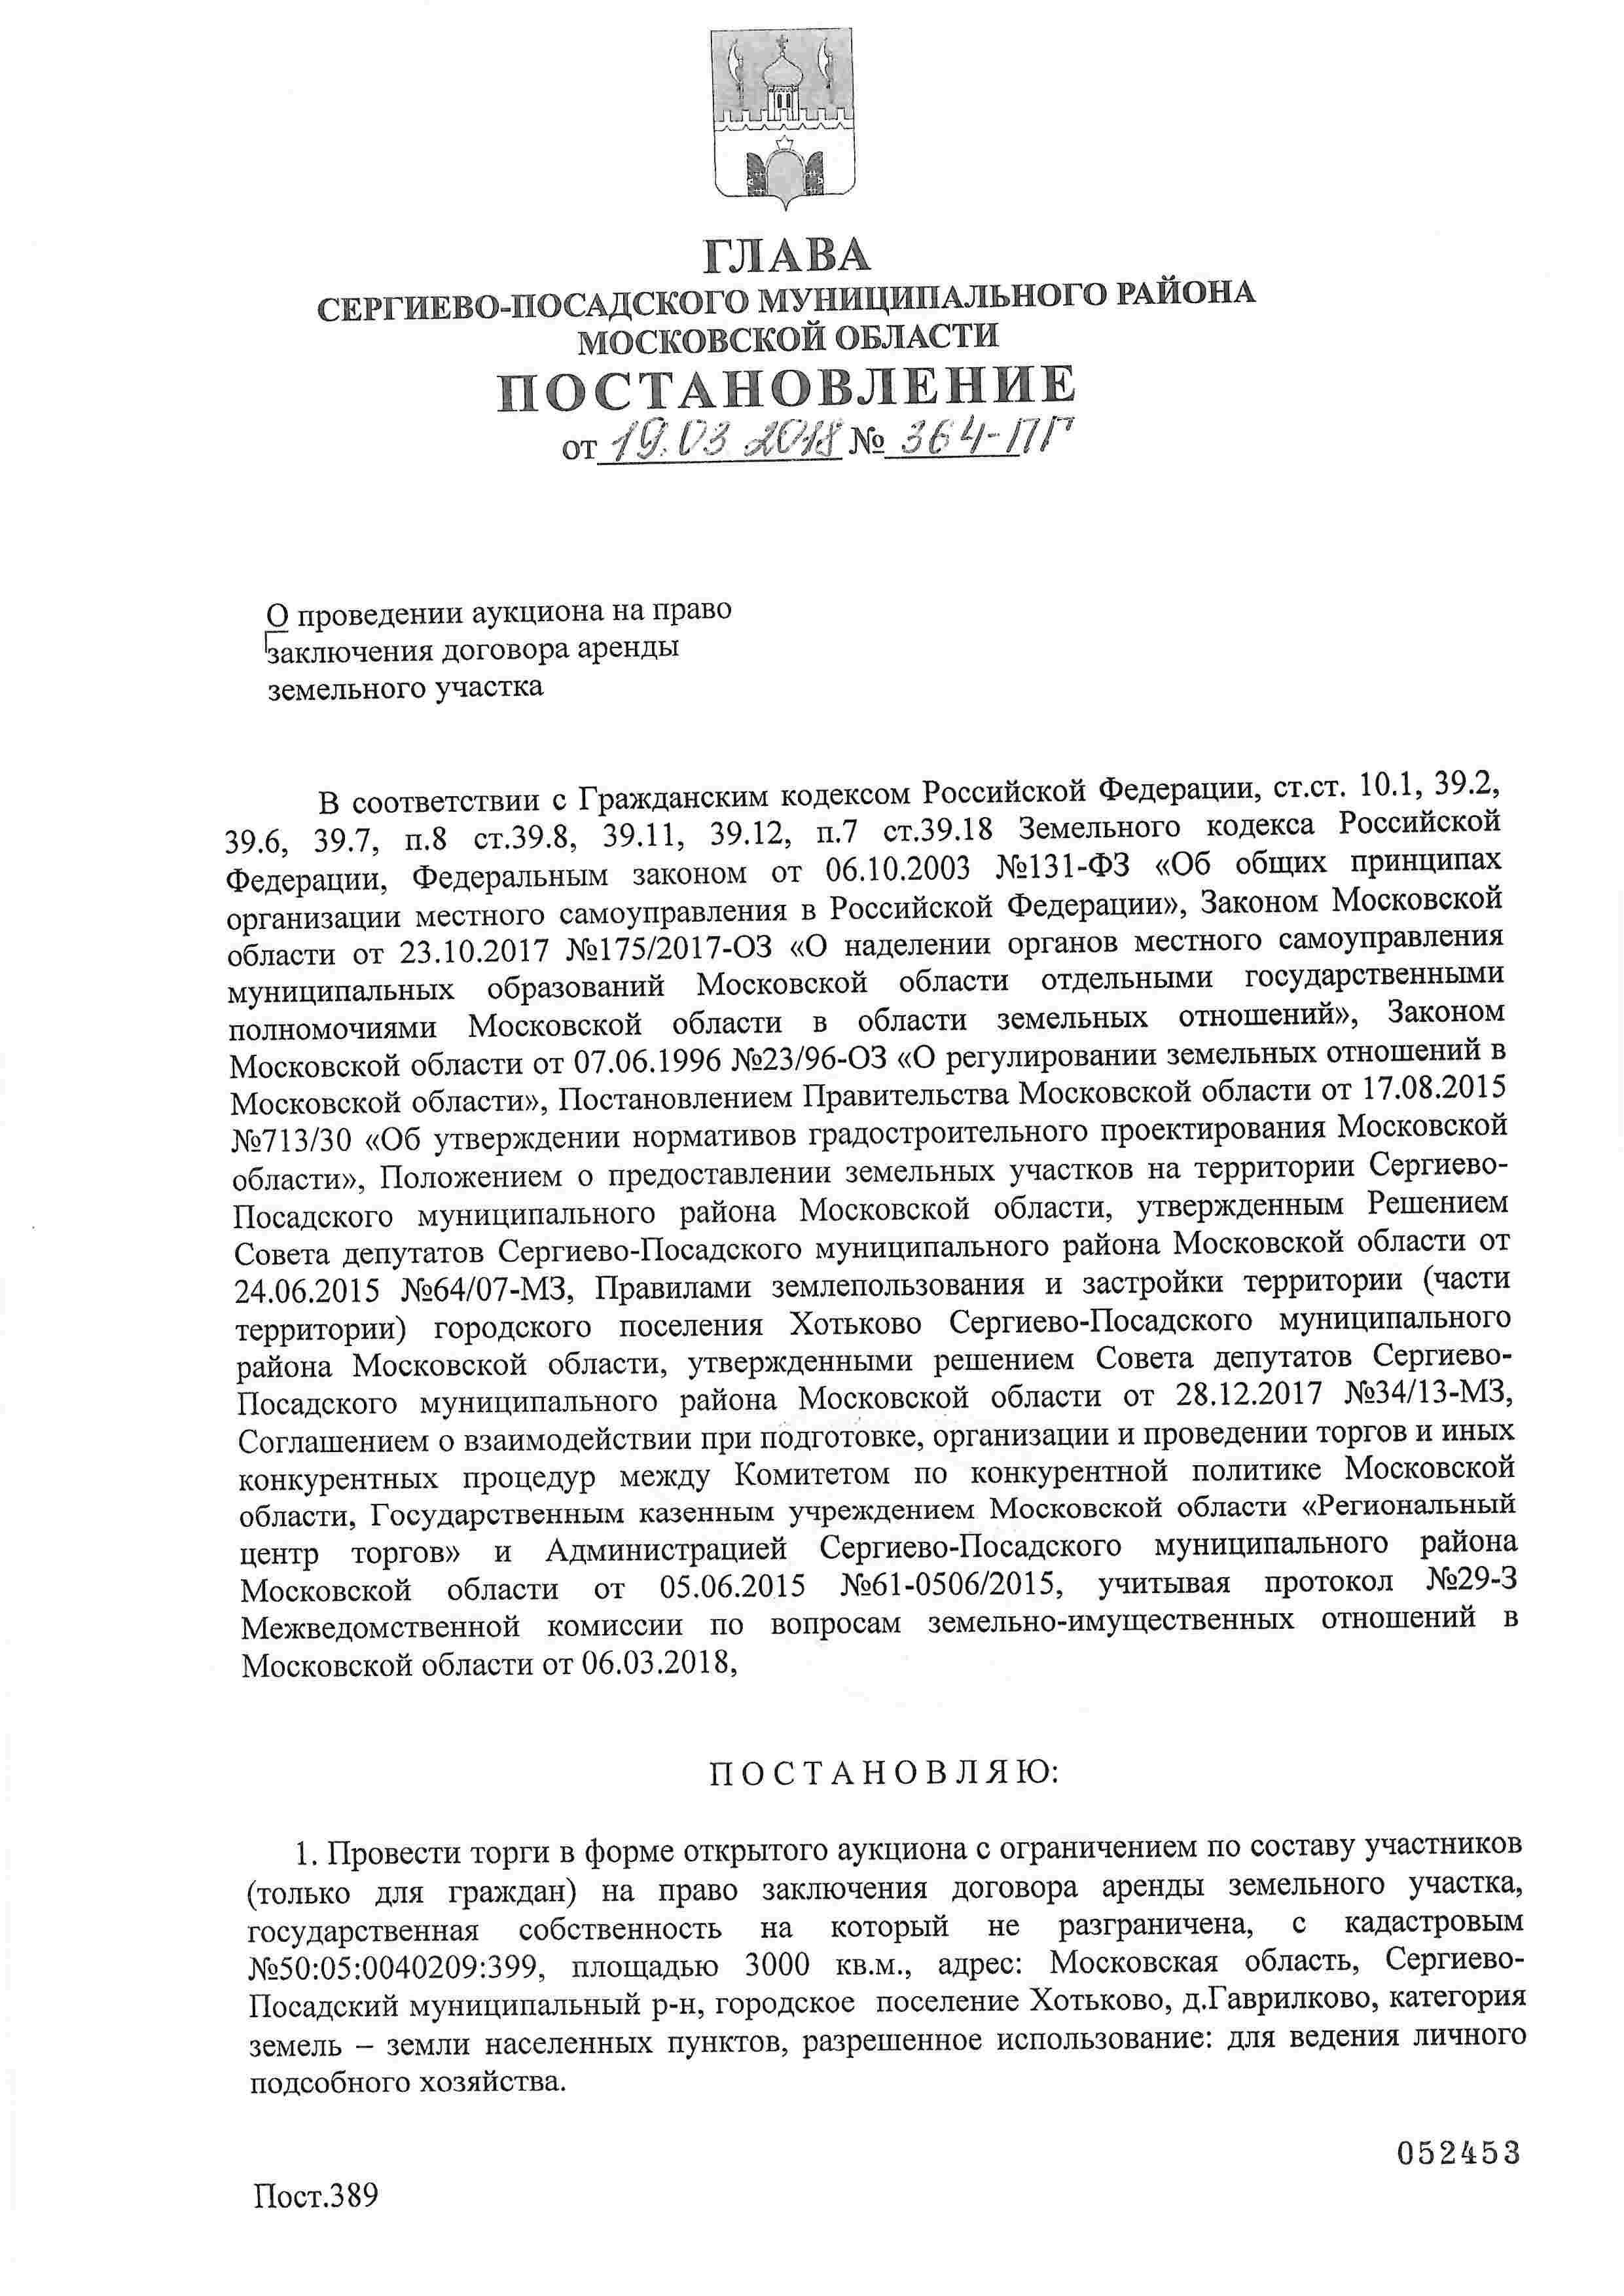 ГЛАВА
СЕРГИЕВО-ПОСАДСКОГО МУНИЦИПАЛЬНОГО РАЙОНА
МОСКОВСКОЙ ОБЛАСТИ
ПОСТАНОВЛЕНИЕ
от 19.03 2018 № 364-ПГ
О проведении аукциона на право
заключения договора аренды
земельного участка
В соответствии с Гражданским кодексом Российской Федерации, ст.ст. 10.1, 39.2,
39.6, 39.7, п.8 ст.39.8, 39.11, 39.12, п.7 ст.39.18 Земельного кодекса Российской
Федерации, Федеральным законом от 06.10.2003 №131-ФЗ «Об общих принципах
организации местного самоуправления в Российской Федерации», Законом Московской
области от 23.10.2017 №175/2017-ОЗ «О наделении органов местного самоуправления
муниципальных образований Московской области отдельными государственными
полномочиями Московской области в области земельных отношений», Законом
Московской области от 07.06.1996 №23/96-ОЗ «О регулировании земельных отношений в
Московской области», Постановлением Правительства Московской области от 17.08.2015
№713/30 «Об утверждении нормативов градостроительного проектирования Московской
области», Положением о предоставлении земельных участков на территории Сергиево-
Посадского муниципального района Московской области, утвержденным Решением
Совета депутатов Сергиево-Посадского муниципального района Московской области от
24.06.2015 №64/07-МЗ, Правилами землепользования и застройки территории (части
территории) городского поселения Хотьково Сергиево-Посадского муниципального
района Московской области, утвержденными решением Совета депутатов Сергиево-
Посадского муниципального района Московской области от 28.12.2017 №34/13-МЗ,
Соглашением о взаимодействии при подготовке, организации и проведении торгов и иных
конкурентных процедур между Комитетом по конкурентной политике Московской
области, Государственным казенным учреждением Московской области «Региональный
центр торгов» и Администрацией Сергиево-Посадского муниципального района
Московской области от 05.06.2015 №61-0506/2015, учитывая протокол №29-З
Межведомственной комиссии по вопросам земельно-имущественных отношений в
Московской области от 06.03.2018,
П О С Т А Н О В Л Я Ю:
1. Провести торги в форме открытого аукциона с ограничением по составу участников
(только для граждан) на право заключения договора аренды земельного участка,
государственная собственность на который не разграничена, с кадастровым
№50:05:0040209:399, площадью 3000 кв.м., адрес: Московская область, Сергиево-
Посадский муниципальный р-н, городское поселение Хотьково, д.Гаврилково, категория
земель – земли населенных пунктов, разрешенное использование: для ведения личного
подсобного хозяйства.
052453
Пост.389